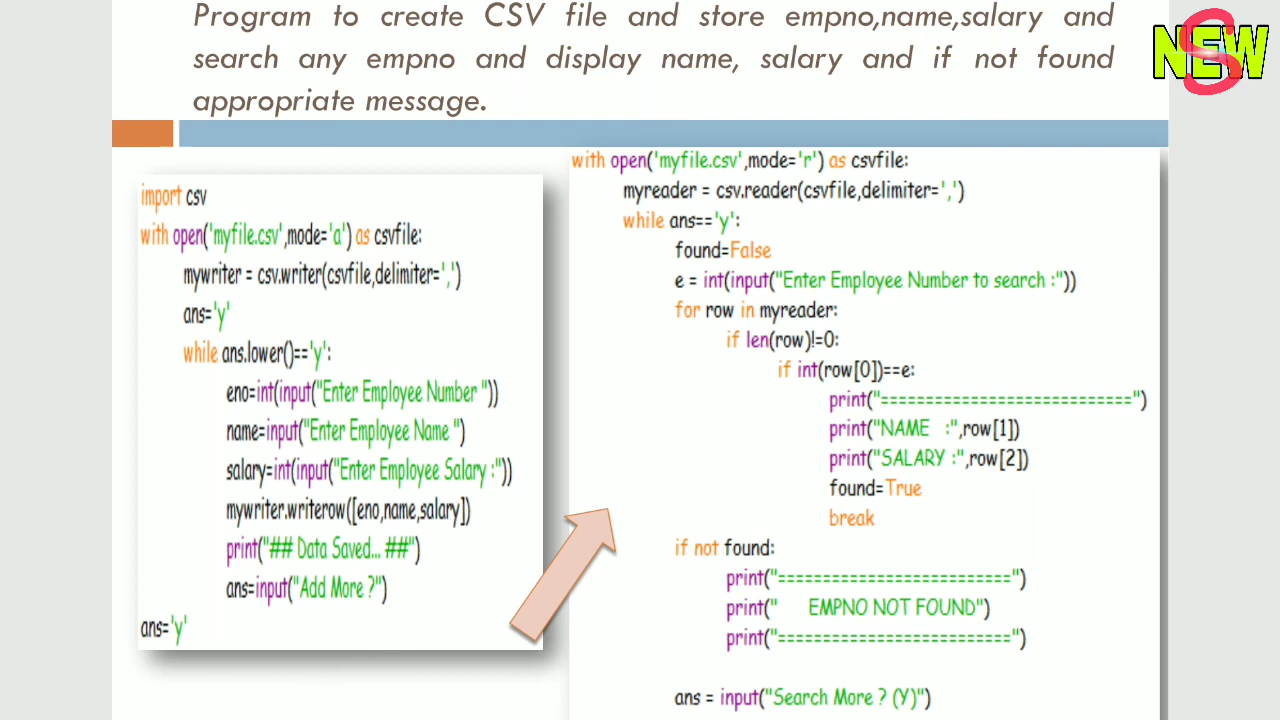 Program to create CSV file and store empno,name,salary and
search any empno and display name, salary and if not found
appropriate message.
NEW
S
import csv
with open('myfile.csv',mode='a') as csvfile:
    mywriter = csv.writer(csvfile,delimiter=',')
    ans='y'
    while ans.lower()=='y':
        eno=int(input("Enter Employee Number "))
        name=input("Enter Employee Name ")
        salary=int(input("Enter Employee Salary :"))
        mywriter.writerow([eno,name,salary])
        print("## Data Saved... ##")
        ans=input("Add More ?")
ans='y'
with open('myfile.csv',mode='r') as csvfile:
    myreader = csv.reader(csvfile,delimiter=',')
    while ans=='y':
        found=False
        e = int(input("Enter Employee Number to search :"))
        for row in myreader:
            if len(row)!=0:
                if int(row[0])==e:
                    print("============================")
                    print("NAME   :",row[1])
                    print("SALARY :",row[2])
                    found=True
                    break
        if not found:
            print("==========================")
            print("      EMPNO NOT FOUND")
            print("==========================")
        ans = input("Search More ? (Y)")